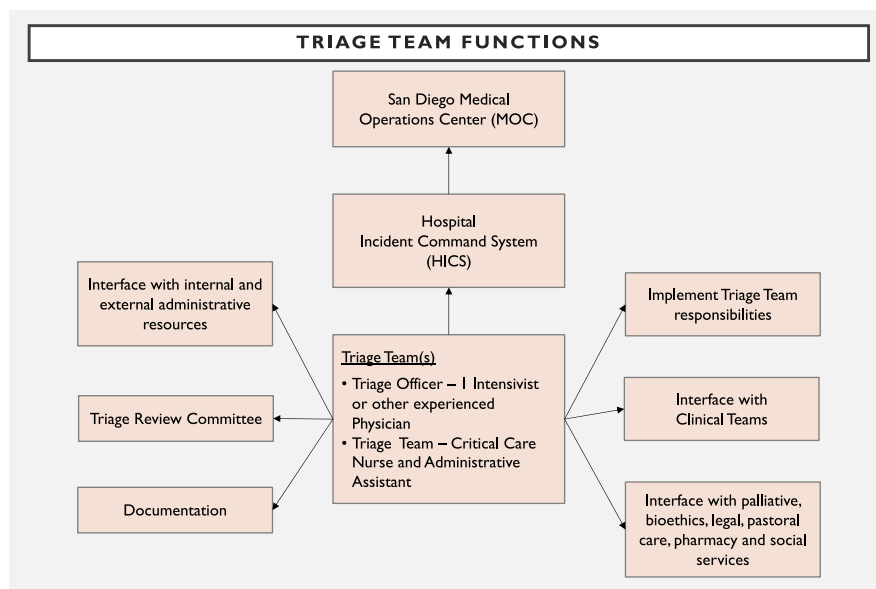 TRIAGE TEAM FUNCTIONS
San Diego Medical
Operations Center (MOC)
Hospital
Incident Command System
(HICS)
Interface with internal and
external administrative
resources
Triage Review Committee
Documentation
Triage Team(s)
• Triage Officer – 1 Intensivist
or other experienced
Physician
• Triage Team – Critical Care
Nurse and Administrative
Assistant
Implement Triage Team
responsibilities
Interface with
Clinical Teams
Interface with palliative,
bioethics, legal, pastoral
care, pharmacy and social
services